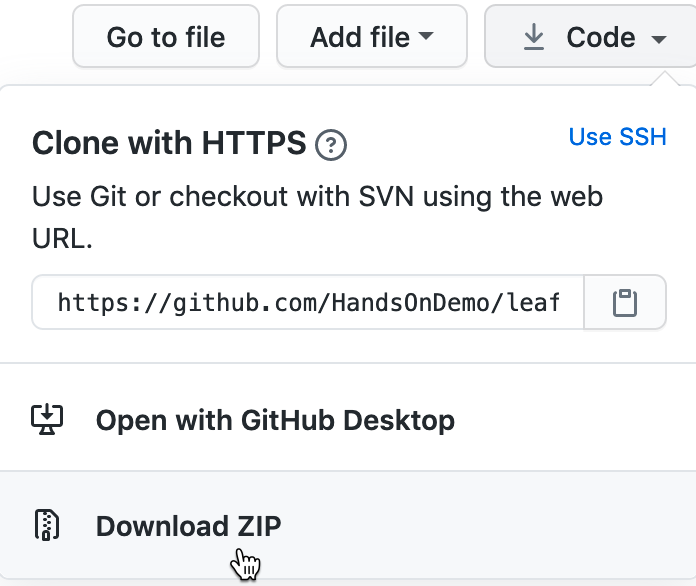 Go to file
Add file
Code
Clone with HTTPS ?
Use SSH
Use Git or checkout with SVN using the web
URL.
https://github.com/HandsOnDemo/leaf
Open with GitHub Desktop
Download ZIP